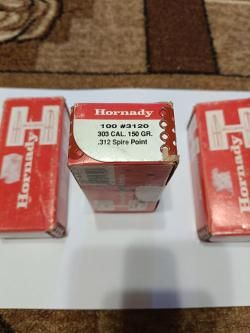 Hornady
100 #3120
303 CAL. 150 GR.
.312 Spire Point
Hornady
Hornady